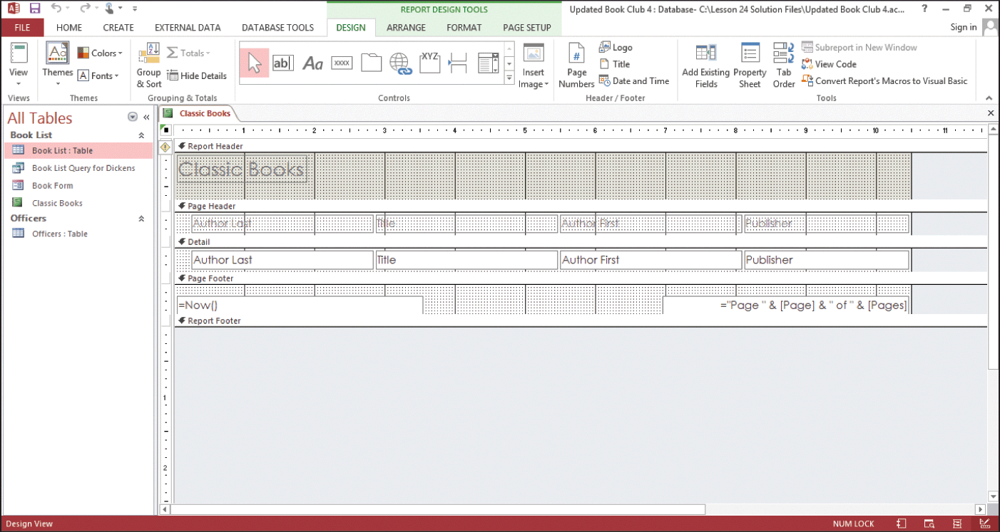 REPORT DESIGN TOOLS
Updated Book Club 4 : Database- C:\Lesson 24 Solution Files\Updated Book Club 4.ac...
?
FILE HOME CREATE EXTERNAL DATA DATABASE TOOLS DESIGN ARRANGE FORMAT PAGE SETUP Sign in
View
Views
Themes
Colors
Fonts
Themes
Group
& Sort
Totals
Hide Details
Grouping & Totals
ab
Aa
XXXX
XYZ
Controls
Insert
Image
Page
Numbers
Logo
Title
Date and Time
Header / Footer
Add Existing
Fields
Property
Sheet
Tab
Order
Subreport in New Window
View Code
Convert Report's Macros to Visual Basic
Tools
All Tables
Book List
Book List : Table
Book List Query for Dickens
Book Form
Classic Books
Officers
Officers : Table
Classic Books
1 2 3 4 5 6 7 8 9 10 11
Report Header
Classic Books
Page Header
Author Last Title Author First Publisher
Detail
Author Last Title Author First Publisher
Page Footer
=Now() ="Page " & [Page] & " of " & [Pages]
Report Footer
1
2
Design View NUM LOCK